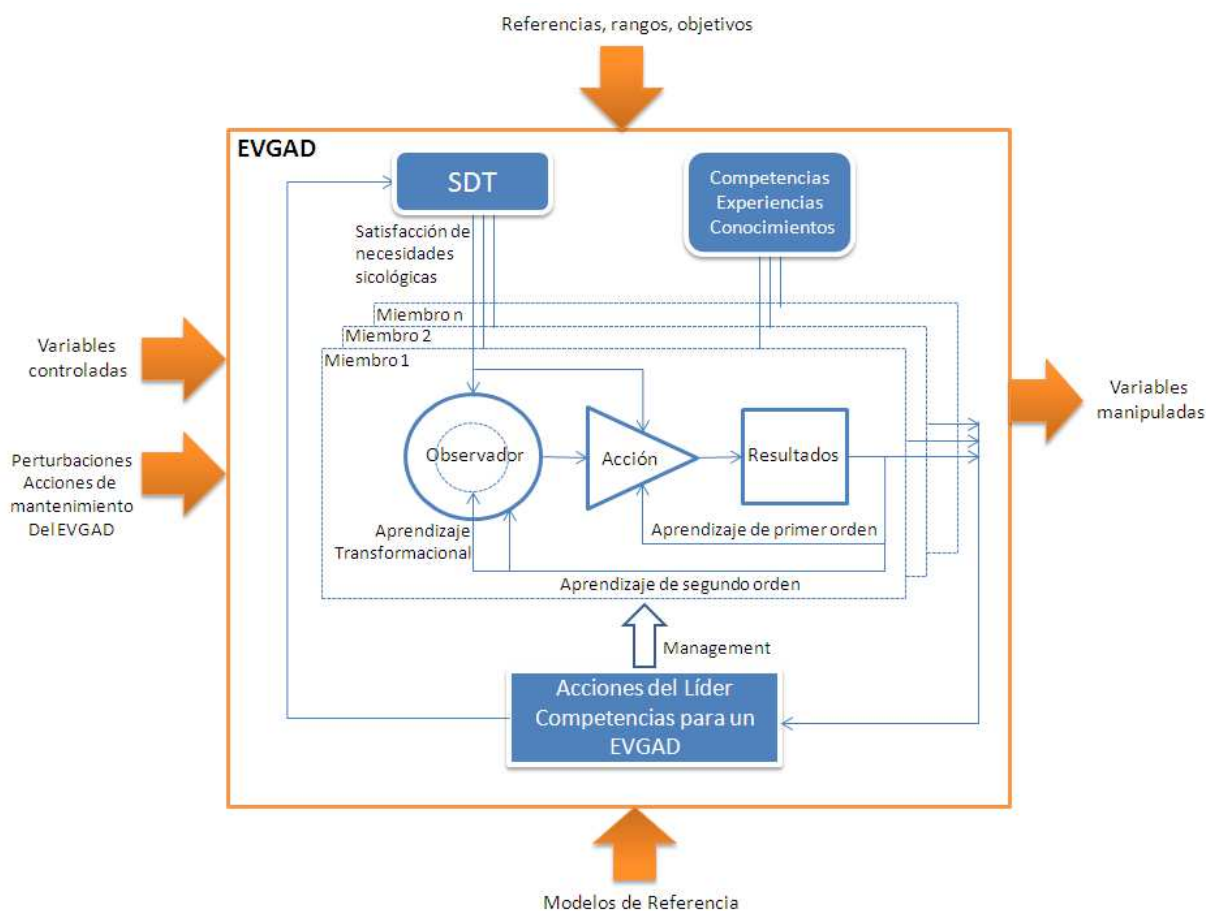 Referencias, rangos, objetivos
EVGAD
SDT
Competencias
Experiencias
Conocimientos
Satisfacción de
necesidades
sicológicas
Miembro n
Miembro 2
Miembro 1
Variables
controladas
Variables
manipuladas
Observador
Acción
Resultados
Perturbaciones
Acciones de
mantenimiento
Del EVGAD
Aprendizaje
Transformacional
Aprendizaje de primer orden
Aprendizaje de segundo orden
Management
Acciones del Líder
Competencias para un
EVGAD
Modelos de Referencia